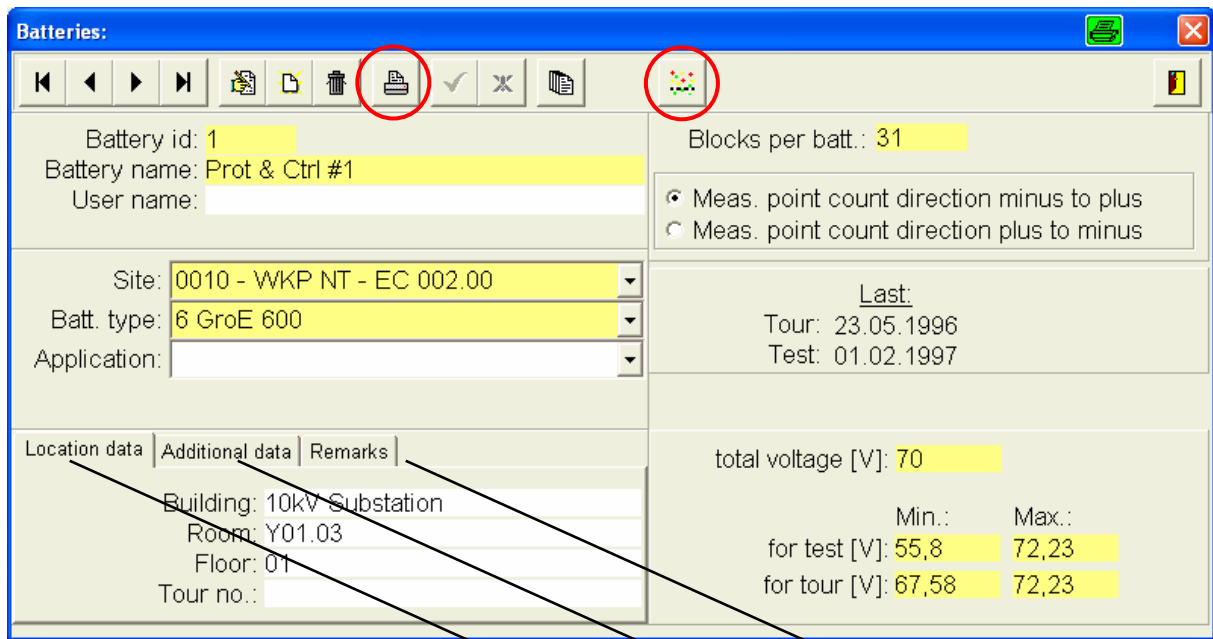 Batteries:
Battery id: 1
Battery name: Prot & Ctrl #1
User name:
Blocks per batt.: 31
Meas. point count direction minus to plus
Meas. point count direction plus to minus
Site: 0010 - WKP NT - EC 002.00
Batt. type: 6 GroE 600
Application:
Last:
Tour: 23.05.1996
Test: 01.02.1997
Location data Additional data Remarks
Building: 10kV Substation
Room: Y01.03
Floor: 01
Tour no.:
total voltage [V]: 70
Min.: Max.:
for test [V]: 55,8 72,23
for tour [V]: 67,58 72,23